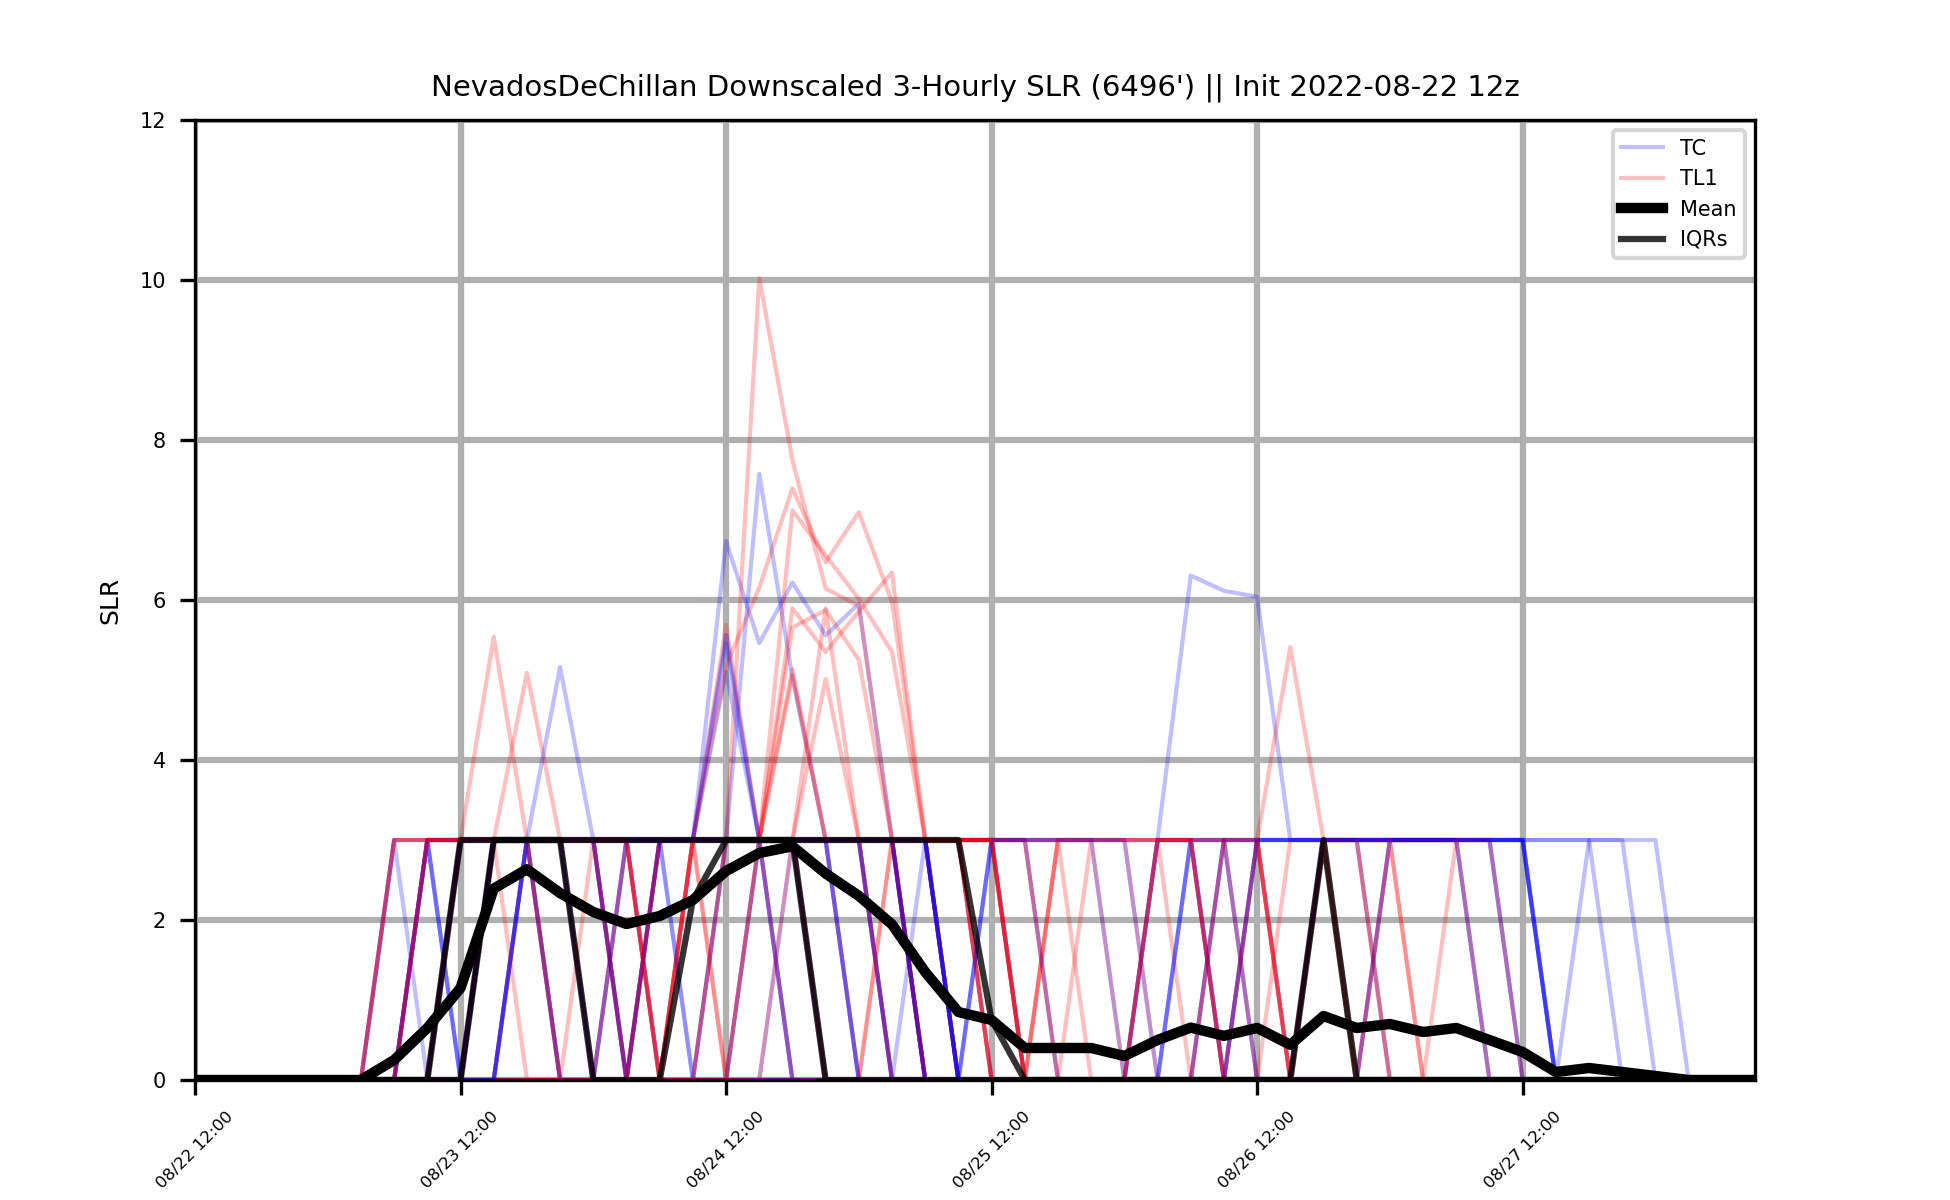 NevadosDeChillan Downscaled 3-Hourly SLR (6496') || Init 2022-08-22 12z
12
10
8
6
4
2
0
SLR
TC
TL1
Mean
IQRs
08/22 12:00
08/23 12:00
08/24 12:00
08/25 12:00
08/26 12:00
08/27 12:00